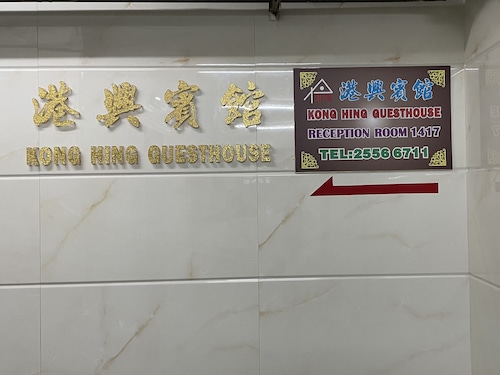 港興賓館
KONG HING GUESTHOUSE
港興賓館
KONG HING GUESTHOUSE
RECEPTION ROOM 1417
TEL:2556 6711